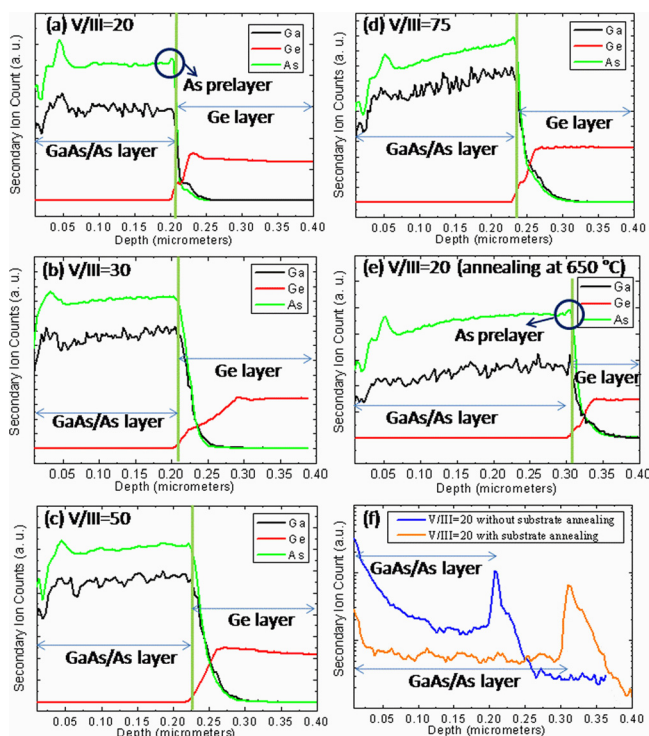 (a) V/III=20
Ga
Ge
As
As prelayer
Ge layer
GaAs/As layer
Secondary Ion Count (a. u.)
0.05 0.10 0.15 0.20 0.25 0.30 0.35 0.40
Depth (micrometers)
(b) V/III=30
Ga
Ge
As
Ge layer
GaAs/As layer
Secondary Ion Counts (a. u.)
0.05 0.10 0.15 0.20 0.25 0.30 0.35 0.40
Depth (micrometers)
(c) V/III=50
Ga
Ge
As
Ge layer
GaAs/As layer
Secondary Ion Counts (a. u.)
0.05 0.10 0.15 0.20 0.25 0.30 0.35 0.40
Depth (micrometers)
(d) V/III=75
Ga
Ge
As
Ge layer
GaAs/As layer
Secondary Ion Count (a. u.)
0.05 0.10 0.15 0.20 0.25 0.30 0.35 0.40
Depth (micrometers)
(e) V/III=20 (annealing at 650 °C)
Ga
Ge
As
As prelayer
Ge layer
GaAs/As layer
Secondary Ion Counts (a. u.)
0.05 0.10 0.15 0.20 0.25 0.30 0.35 0.40
Depth (micrometers)
(f)
V/III=20 without substrate annealing
V/III=20 with substrate annealing
GaAs/As layer
GaAs/As layer
Secondary Ion Count (a.u.)
0.05 0.10 0.15 0.20 0.25 0.30 0.35 0.40
Depth (micrometers)